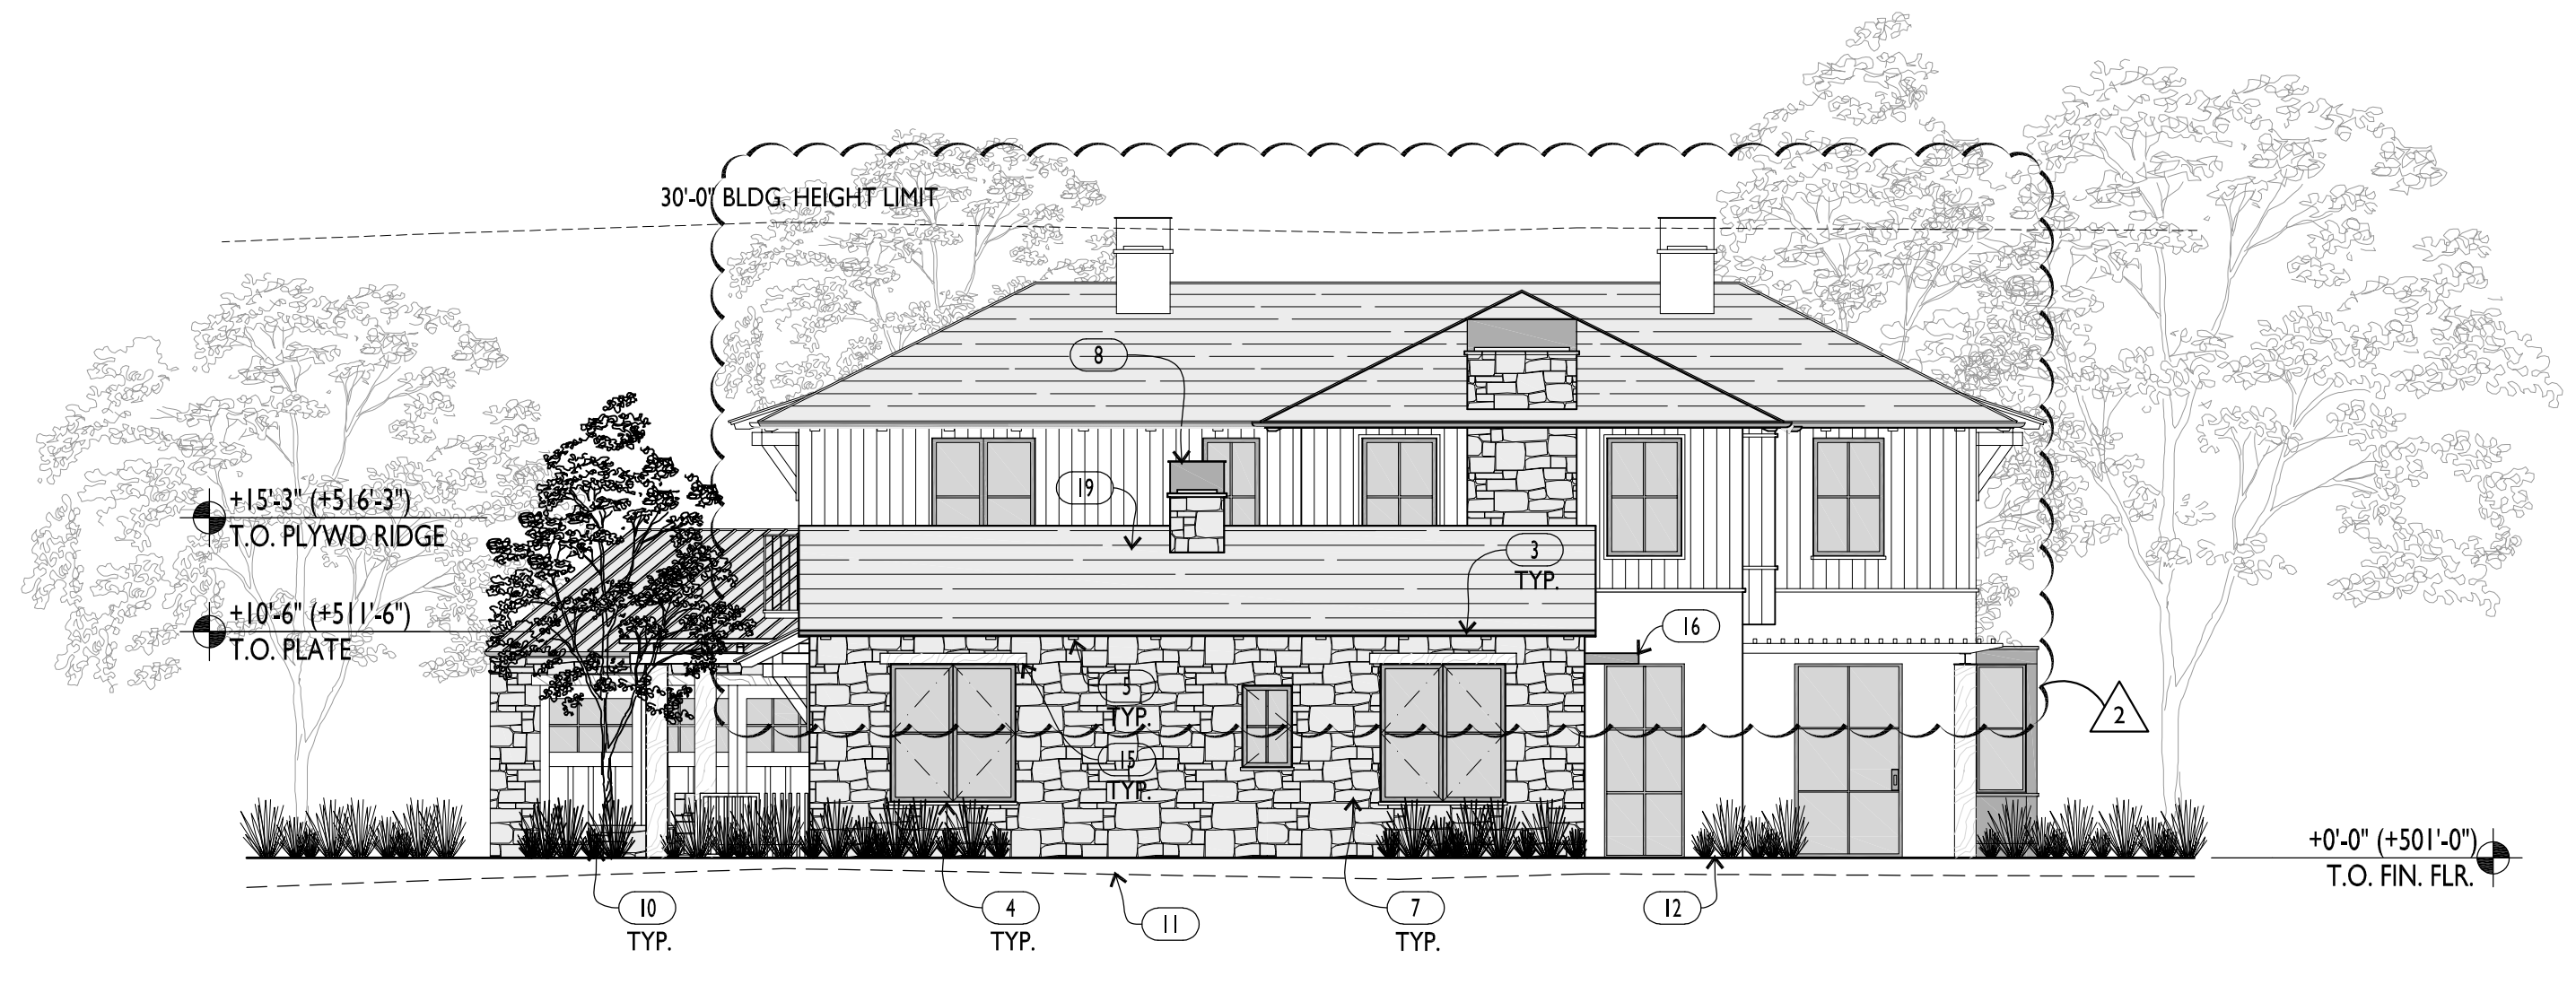 30'-0" BLDG. HEIGHT LIMIT
8
19
+15'-3" (+516'-3")
T.O. PLYWD RIDGE
3
TYP.
+10'-6" (+511'-6")
T.O. PLATE
16
5
TYP.
2
15
TYP.
+0'-0" (+501'-0")
T.O. FIN. FLR.
10
TYP.
4
TYP.
11
7
TYP.
12